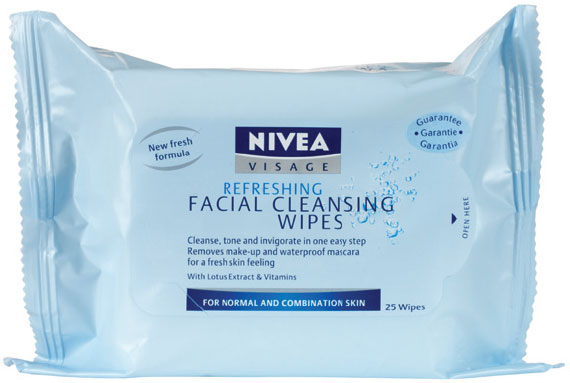 New fresh
formula
NIVEA
VISAGE
Guarantee
• Garantie •
Garantia
REFRESHING
FACIAL CLEANSING
WIPES
OPEN HERE
Cleanse, tone and invigorate in one easy step
Removes make-up and waterproof mascara
for a fresh skin feeling
With Lotus Extract & Vitamins
FOR NORMAL AND COMBINATION SKIN
25 Wipes